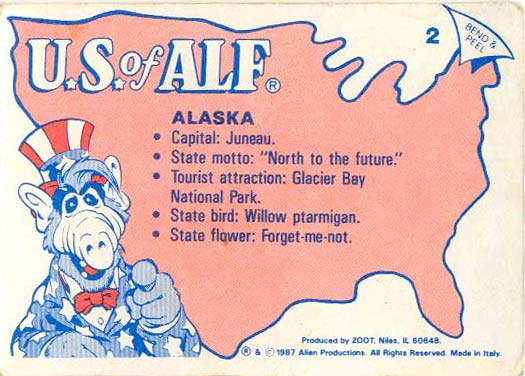 2
BEND &
PEEL
U.S. of ALF®
ALASKA
• Capital: Juneau.
• State motto: "North to the future."
• Tourist attraction: Glacier Bay
National Park.
• State bird: Willow ptarmigan.
• State flower: Forget-me-not.
Produced by ZOOT, Niles, IL 60648.
® & © 1987 Alien Productions. All Rights Reserved. Made in Italy.